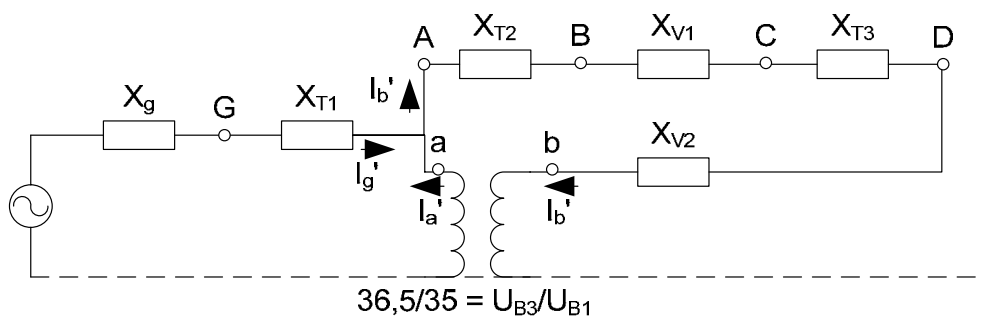 A X_T2 B X_V1 C X_T3 D
X_g G X_T1 I_b'
I_g' a I_a' b I_b' X_V2
36,5/35 = U_B3/U_B1